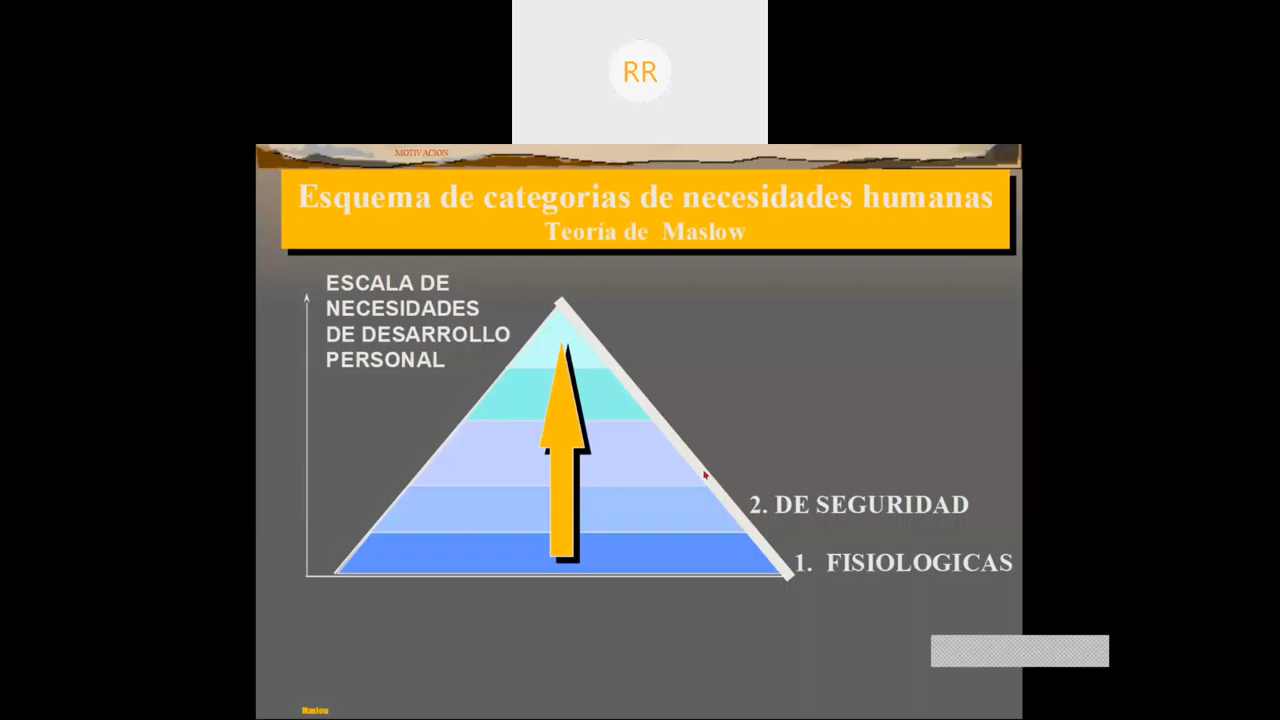 RR
MOTIVACION
Esquema de categorias de necesidades humanas
Teoría de Maslow
ESCALA DE
NECESIDADES
DE DESARROLLO
PERSONAL
2. DE SEGURIDAD
1. FISIOLOGICAS
Maslow